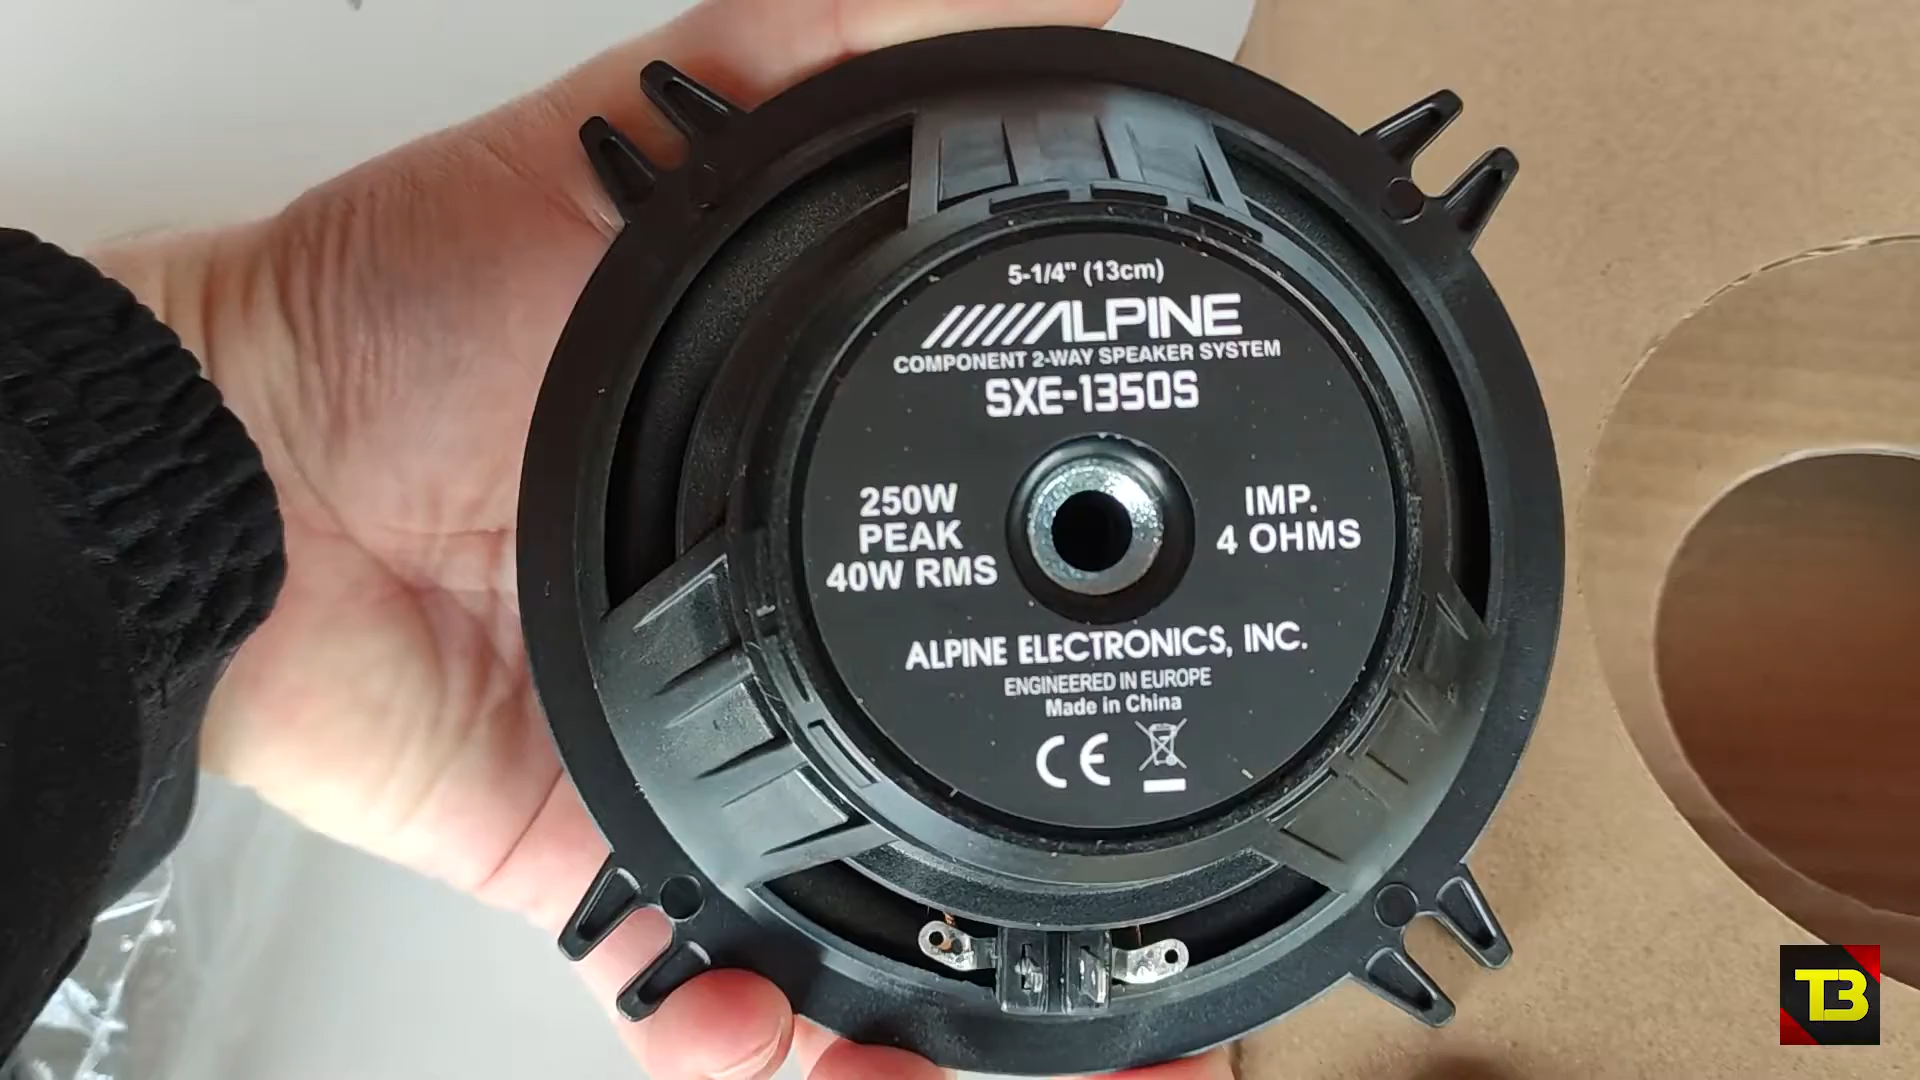 5-1/4" (13cm)
ALPINE
COMPONENT 2-WAY SPEAKER SYSTEM
SXE-1350S
250W
PEAK
40W RMS
IMP.
4 OHMS
ALPINE ELECTRONICS, INC.
ENGINEERED IN EUROPE
Made in China
CE
TB